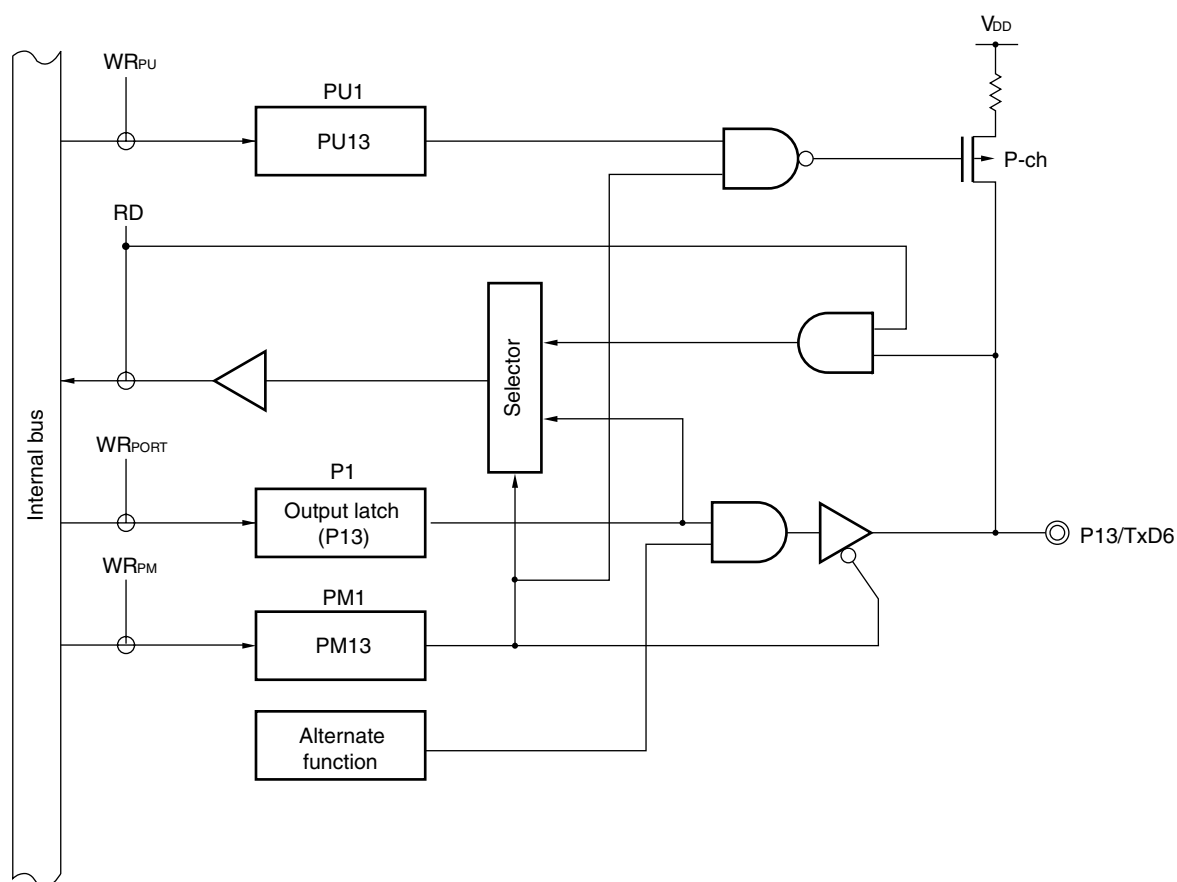 VDD
WRPU
PU1
PU13
P-ch
RD
Selector
Internal bus
WRPORT
P1
Output latch
(P13)
P13/TxD6
WRPM
PM1
PM13
Alternate
function